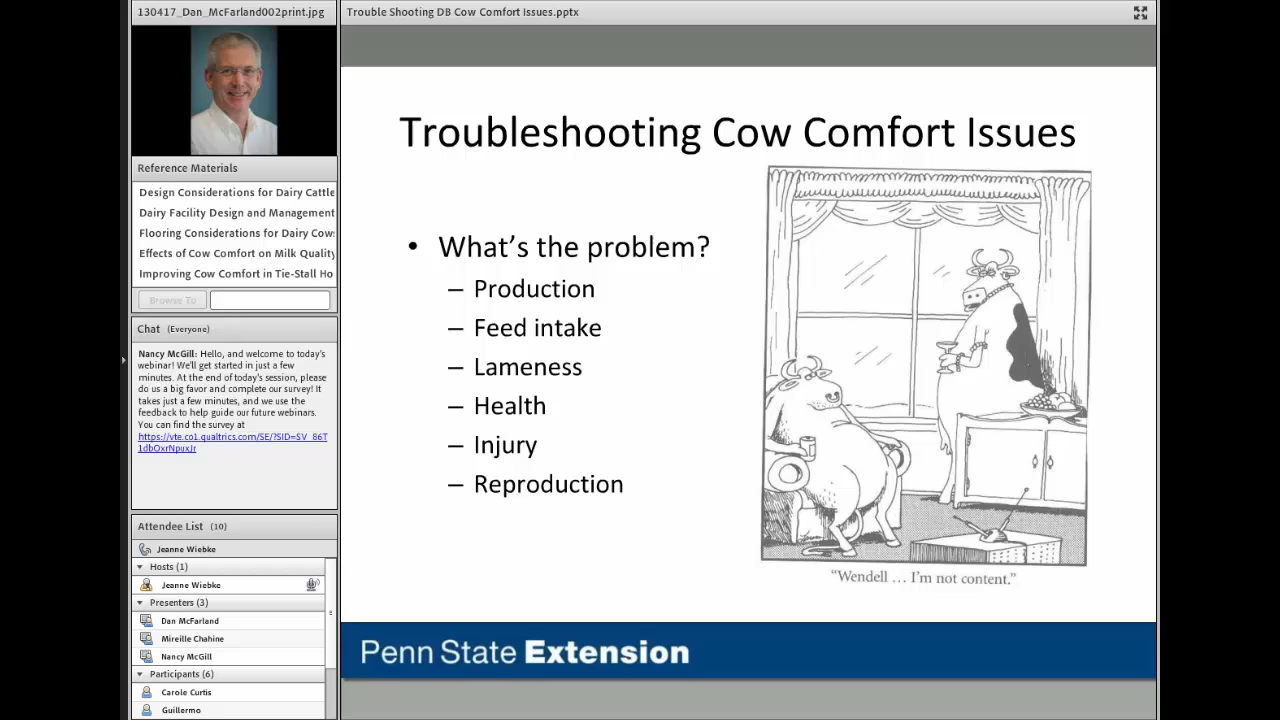 130417_Dan_McFarland002print.jpg
Trouble Shooting DB Cow Comfort Issues.pptx
Reference Materials
Design Considerations for Dairy Cattle
Dairy Facility Design and Management
Flooring Considerations for Dairy Cows
Effects of Cow Comfort on Milk Quality
Improving Cow Comfort in Tie-Stall Ho
Browse To
Chat (Everyone)
Nancy McGill: Hello, and welcome to today's
webinar! We'll get started in just a few
minutes. At the end of today's session, please
do us a big favor and complete our survey! It
takes just a few minutes, and we use the
feedback to help guide our future webinars.
You can find the survey at
https://vte.co1.qualtrics.com/SE/?SID=SV_86T
1dbOxrNpuxJr
Attendee List (10)
Jeanne Wiebke
Hosts (1)
Jeanne Wiebke
Presenters (3)
Dan McFarland
Mireille Chahine
Nancy McGill
Participants (6)
Carole Curtis
Guillermo
Troubleshooting Cow Comfort Issues
• What's the problem?
– Production
– Feed intake
– Lameness
– Health
– Injury
– Reproduction
"Wendell ... I'm not content."
Penn State Extension